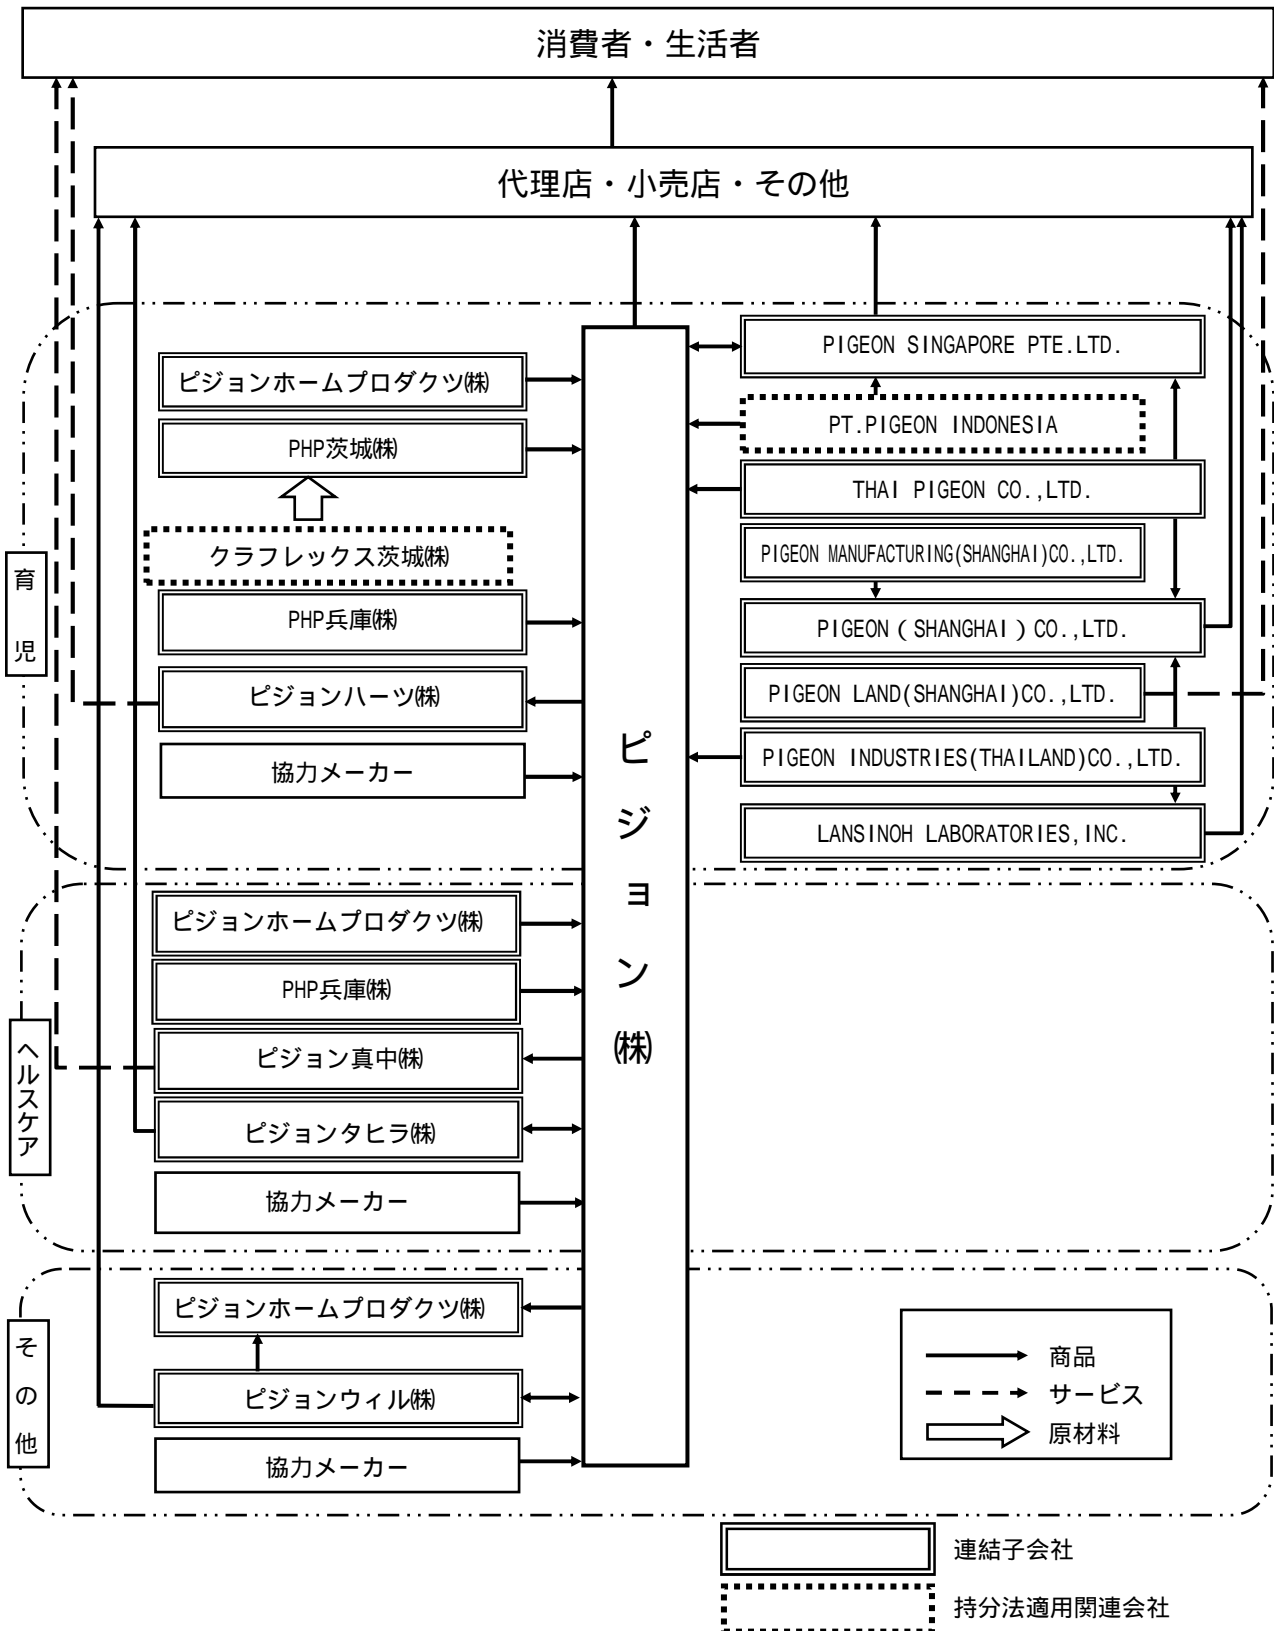 消費者・生活者
代理店・小売店・その他
育児
ピジョンホームプロダクツ㈱
PHP茨城㈱
クラフレックス茨城㈱
PHP兵庫㈱
ピジョンハーツ㈱
協力メーカー
ピジョン㈱
PIGEON SINGAPORE PTE.LTD.
PT.PIGEON INDONESIA
THAI PIGEON CO.,LTD.
PIGEON MANUFACTURING(SHANGHAI)CO.,LTD.
PIGEON（SHANGHAI）CO.,LTD.
PIGEON LAND(SHANGHAI)CO.,LTD.
PIGEON INDUSTRIES(THAILAND)CO.,LTD.
LANSINOH LABORATORIES,INC.
ヘルスケア
ピジョンホームプロダクツ㈱
PHP兵庫㈱
ピジョン真中㈱
ピジョンタヒラ㈱
協力メーカー
その他
ピジョンホームプロダクツ㈱
ピジョンウィル㈱
協力メーカー
商品
サービス
原材料
連結子会社
持分法適用関連会社